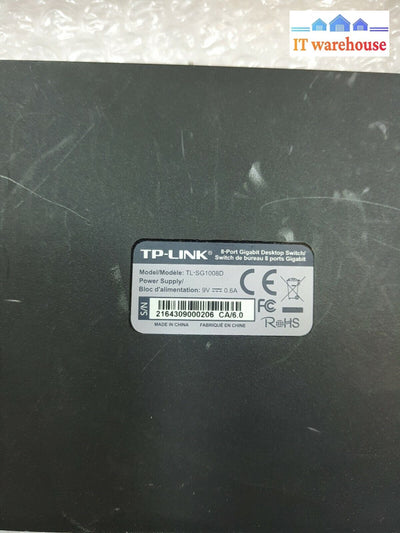 IT warehouse
TP-LINK® 8-Port Gigabit Desktop Switch/
Switch de bureau 8 ports Gigabit
Model/Modèle: TL-SG1008D
Power Supply/
Bloc d'alimentation: 9V ⎓ 0.6A
CE
FC
RoHS
S/N
2164309000206 CA/6.0
MADE IN CHINA FABRIQUÉ EN CHINE